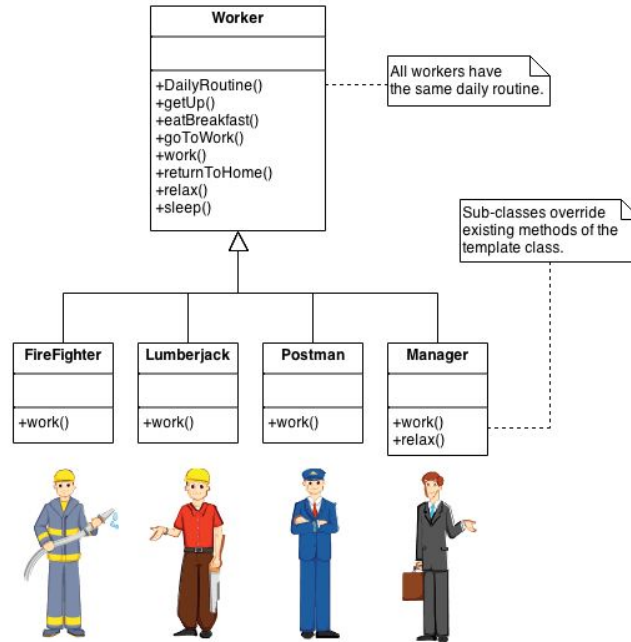 Worker
+DailyRoutine()
+getUp()
+eatBreakfast()
+goToWork()
+work()
+returnToHome()
+relax()
+sleep()
All workers have
the same daily routine.
Sub-classes override
existing methods of the
template class.
FireFighter
+work()
Lumberjack
+work()
Postman
+work()
Manager
+work()
+relax()